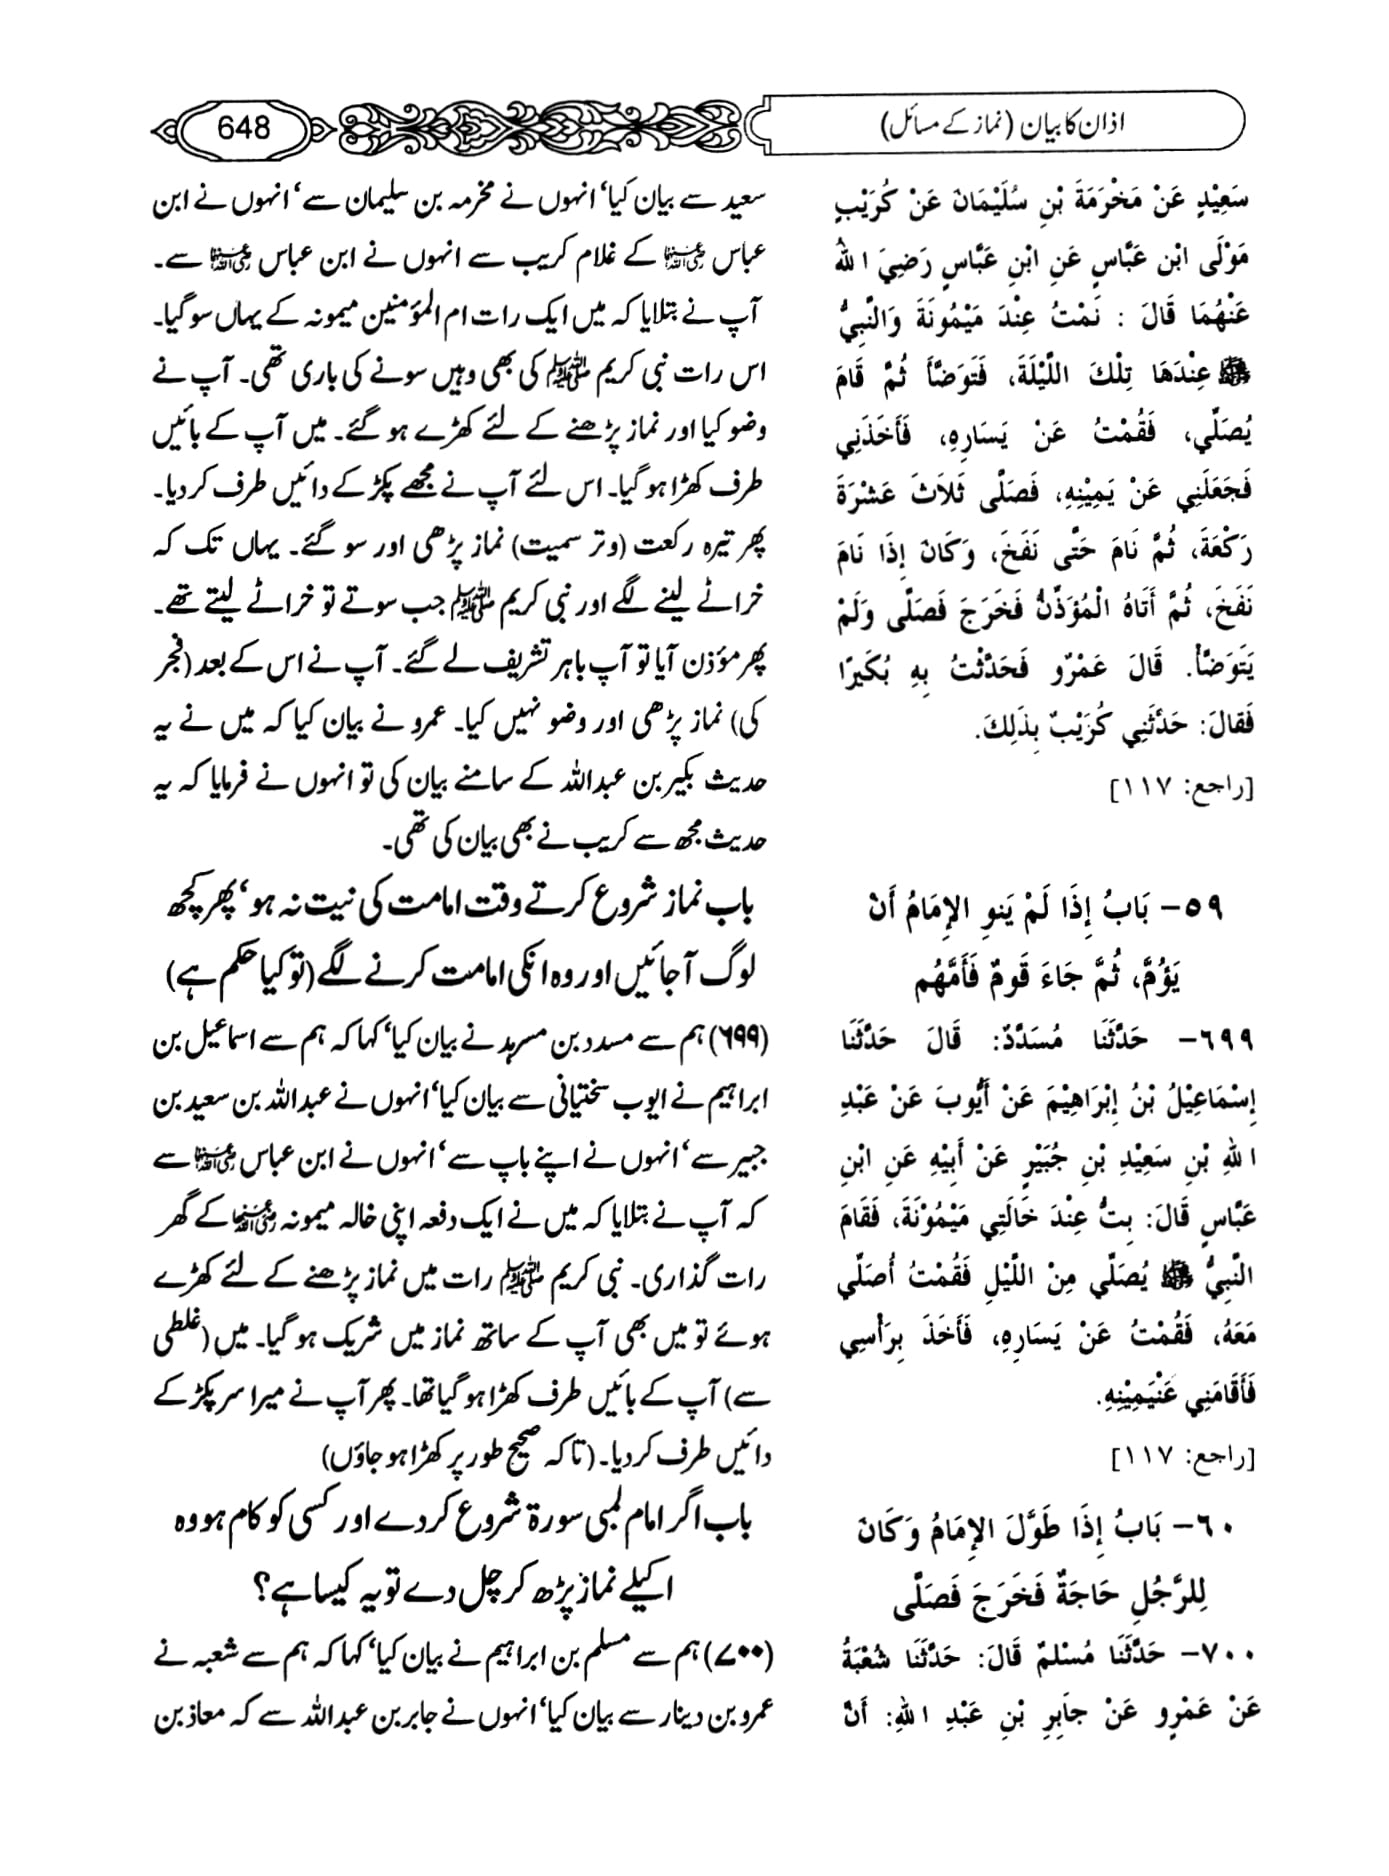 اذان کا بیان (نماز کے مسائل)
648
سَعِيْدٍ عَنْ مَخْرَمَةَ بْنِ سُلَيْمَانَ عَنْ كُرَيْبٍ
مَوْلَى ابْنِ عَبَّاسٍ عَنِ ابْنِ عَبَّاسٍ رَضِيَ اللهُ
عَنْهُمَا قَالَ : نَمْتُ عِنْدَ مَيْمُونَةَ وَالنَّبِيُّ
ﷺ عِنْدَهَا تِلْكَ اللَّيْلَةَ، فَتَوَضَّأَ ثُمَّ قَامَ
يُصَلِّي، فَقُمْتُ عَنْ يَسَارِهِ، فَأَخَذَنِي
فَجَعَلَنِي عَنْ يَمِيْنِهِ، فَصَلَّى ثَلاَثَ عَشْرَةَ
رَكْعَةَ، ثُمَّ نَامَ حَتَّى نَفَخَ، وَكَانَ إِذَا نَامَ
نَفَخَ، ثُمَّ أَتَاهُ الْمُؤَذِّنُ فَخَرَجَ فَصَلَّى وَلَمْ
يَتَوَضَّأْ. قَالَ عَمْرٌو فَحَدَّثْتُ بِهِ بُكَيرًا
فَقَالَ: حَدَّثَنِي كُرَيْبٌ بِذَلِكَ.
[راجع: ١١٧]
٥٩- بَابُ إِذَا لَمْ يَنوِ الإِمَامُ أَنْ
يَؤُمَّ، ثُمَّ جَاءَ قَومٌ فَأَمَّهُم
٦٩٩- حَدَّثَنَا مُسَدَّدٌ: قَالَ حَدَّثَنَا
إِسْمَاعِيْلُ بْنُ إِبْرَاهِيْمَ عَنْ أَيُّوبَ عَنْ عَبْدِ
اللهِ بْنِ سَعِيْدِ بْنِ جُبَيْرٍ عَنْ أَبِيْهِ عَنِ ابْنِ
عَبَّاسٍ قَالَ: بِتُّ عِنْدَ خَالَتِي مَيْمُوْنَةَ، فَقَامَ
النَّبِيُّ ﷺ يُصَلِّي مِنْ اللَّيْلِ فَقُمْتُ أُصَلِّي
مَعَهُ، فَقُمْتُ عَنْ يَسَارِهِ، فَأَخَذَ بِرَأْسِي
فَأَقَامَنِي عَنْيَمِيْنِهِ.
[راجع: ١١٧]
٦٠- بَابُ إِذَا طَوَّلَ الإِمَامُ وَكَانَ
لِلرَّجُلِ حَاجَةٌ فَخَرَجَ فَصَلَّى
٧٠٠- حَدَّثَنَا مُسْلمٌ قَالَ: حَدَّثَنَا شُعْبَةُ
عَنْ عَمْرٍو عَنْ جَابِرِ بْنِ عَبْدِ اللهِ: أَنَّ
سعید سے بیان کیا' انہوں نے مخرمہ بن سلیمان سے' انہوں نے ابن
عباس رضی اللہ عنہما کے غلام کریب سے انہوں نے ابن عباس رضی اللہ عنہما سے۔
آپ نے بتلایا کہ میں ایک رات ام المؤمنین میمونہ کے یہاں سو گیا۔
اس رات نبی کریم ﷺ کی بھی وہیں سونے کی باری تھی۔ آپ نے
وضو کیا اور نماز پڑھنے کے لئے کھڑے ہو گئے۔ میں آپ کے بائیں
طرف کھڑا ہو گیا۔ اس لئے آپ نے مجھے پکڑ کے دائیں طرف کر دیا۔
پھر تیرہ رکعت (وتر سمیت) نماز پڑھی اور سو گئے۔ یہاں تک کہ
خراٹے لینے لگے اور نبی کریم ﷺ جب سوتے تو خراٹے لیتے تھے۔
پھر مؤذن آیا تو آپ باہر تشریف لے گئے۔ آپ نے اس کے بعد (فجر
کی) نماز پڑھی اور وضو نہیں کیا۔ عمرو نے بیان کیا کہ میں نے یہ
حدیث بکیر بن عبداللہ کے سامنے بیان کی تو انہوں نے فرمایا کہ یہ
حدیث مجھ سے کریب نے بھی بیان کی تھی۔
باب نماز شروع کرتے وقت امامت کی نیت نہ ہو' پھر کچھ
لوگ آجائیں اور وہ انکی امامت کرنے لگے (تو کیا حکم ہے)
(۶۹۹) ہم سے مسدد بن مسرہد نے بیان کیا' کہا کہ ہم سے اسماعیل بن
ابراہیم نے ایوب سختیانی سے بیان کیا' انہوں نے عبداللہ بن سعید بن
جبیر سے' انہوں نے اپنے باپ سے' انہوں نے ابن عباس رضی اللہ عنہما سے
کہ آپ نے بتلایا کہ میں نے ایک دفعہ اپنی خالہ میمونہ رضی اللہ عنہا کے گھر
رات گذاری۔ نبی کریم ﷺ رات میں نماز پڑھنے کے لئے کھڑے
ہوئے تو میں بھی آپ کے ساتھ نماز میں شریک ہو گیا۔ میں (غلطی
سے) آپ کے بائیں طرف کھڑا ہو گیا تھا۔ پھر آپ نے میرا سر پکڑ کے
دائیں طرف کر دیا۔ (تاکہ صحیح طور پر کھڑا ہو جاؤں)
باب اگر امام لمبی سورۃ شروع کر دے اور کسی کو کام ہو وہ
اکیلے نماز پڑھ کر چل دے تو یہ کیسا ہے؟
(۷۰۰) ہم سے مسلم بن ابراہیم نے بیان کیا' کہا کہ ہم سے شعبہ نے
عمرو بن دینار سے بیان کیا' انہوں نے جابر بن عبداللہ سے کہ معاذ بن